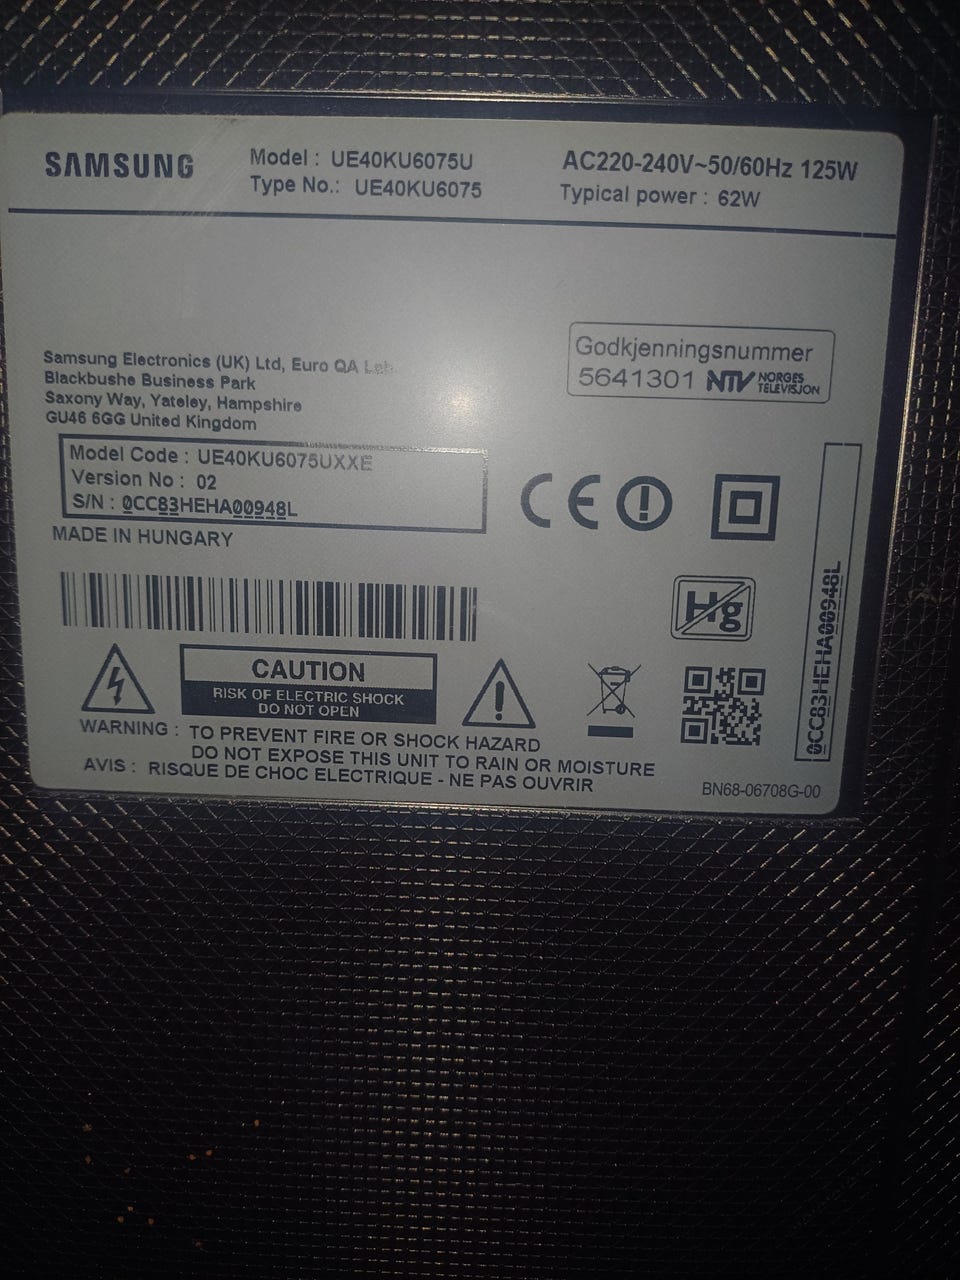 SAMSUNG
Model : UE40KU6075U
Type No.: UE40KU6075
AC220-240V~50/60Hz 125W
Typical power : 62W
Godkjenningsnummer
5641301 NTV NORGES TELEVISJON
Samsung Electronics (UK) Ltd, Euro QA Lab.
Blackbushe Business Park
Saxony Way, Yateley, Hampshire
GU46 6GG United Kingdom
Model Code : UE40KU6075UXXE
Version No : 02
S/N : 0CC83HEHA00948L
MADE IN HUNGARY
CE
Hg
0CC83HEHA00948L
CAUTION
RISK OF ELECTRIC SHOCK
DO NOT OPEN
WARNING : TO PREVENT FIRE OR SHOCK HAZARD
DO NOT EXPOSE THIS UNIT TO RAIN OR MOISTURE
AVIS : RISQUE DE CHOC ELECTRIQUE - NE PAS OUVRIR
BN68-06708G-00